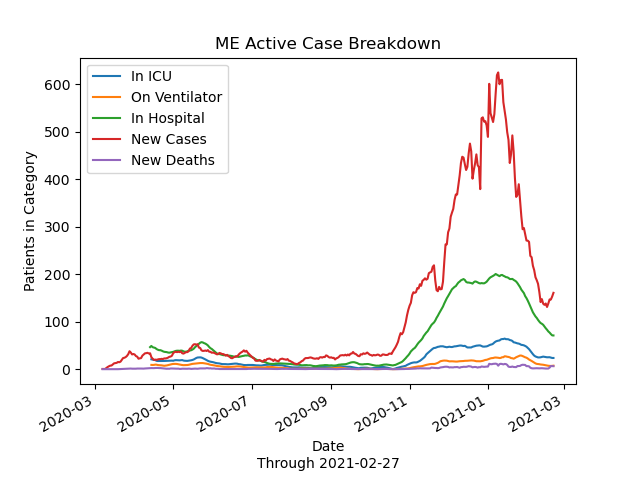 ME Active Case Breakdown
In ICU
On Ventilator
In Hospital
New Cases
New Deaths
Patients in Category
600
500
400
300
200
100
0
2020-03
2020-05
2020-07
2020-09
2020-11
2021-01
2021-03
Date
Through 2021-02-27